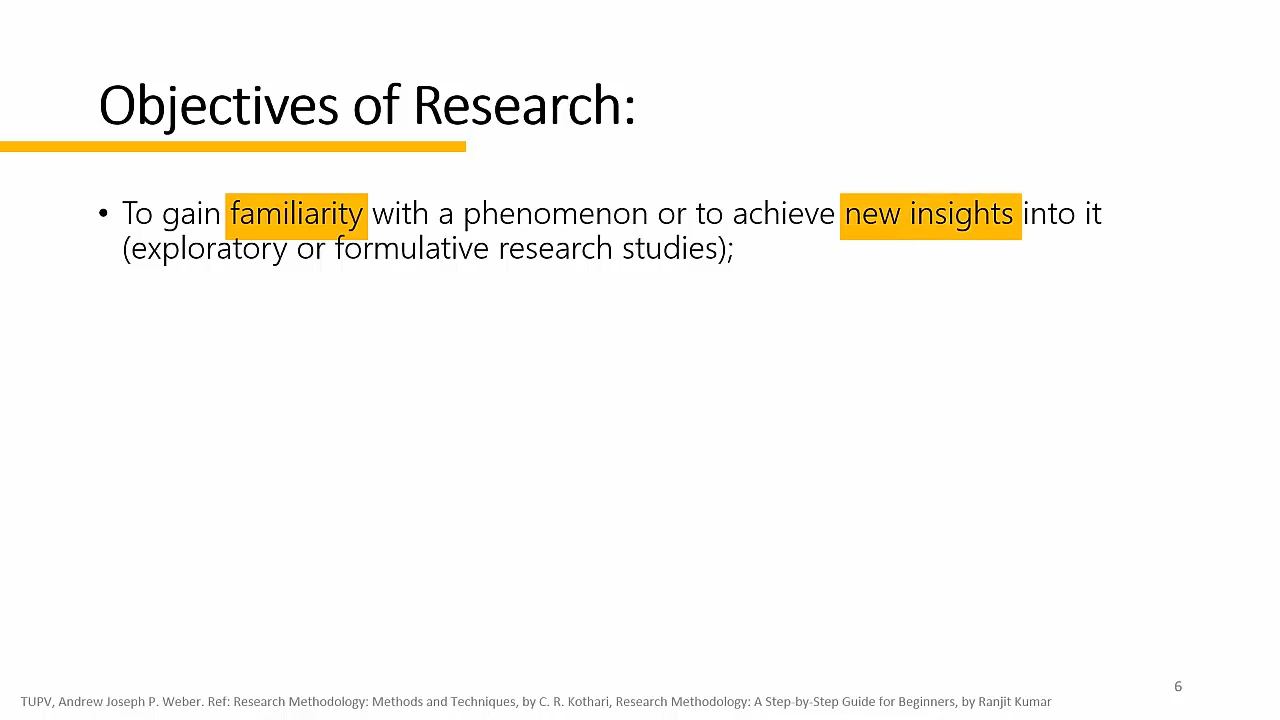 Objectives of Research:
• To gain familiarity with a phenomenon or to achieve new insights into it
(exploratory or formulative research studies);
6
TUPV, Andrew Joseph P. Weber. Ref: Research Methodology: Methods and Techniques, by C. R. Kothari, Research Methodology: A Step-by-Step Guide for Beginners, by Ranjit Kumar